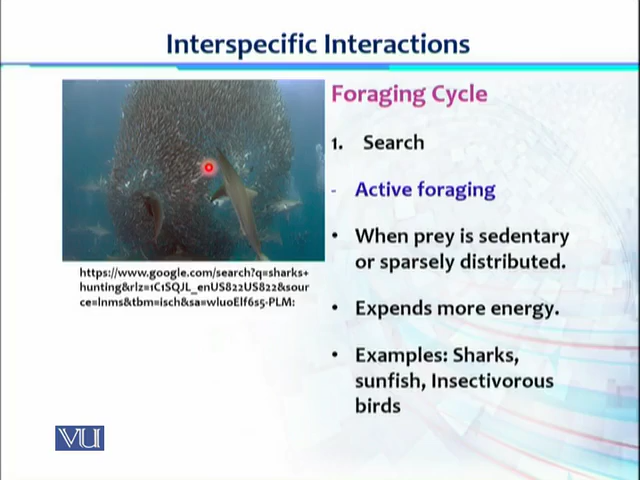 Interspecific Interactions
Foraging Cycle
1. Search
- Active foraging
• When prey is sedentary
or sparsely distributed.
• Expends more energy.
• Examples: Sharks,
sunfish, Insectivorous
birds
https://www.google.com/search?q=sharks+
hunting&rlz=1C1SQJL_enUS822US822&sour
ce=lnms&tbm=isch&sa=wluoElf6s5-PLM:
VU